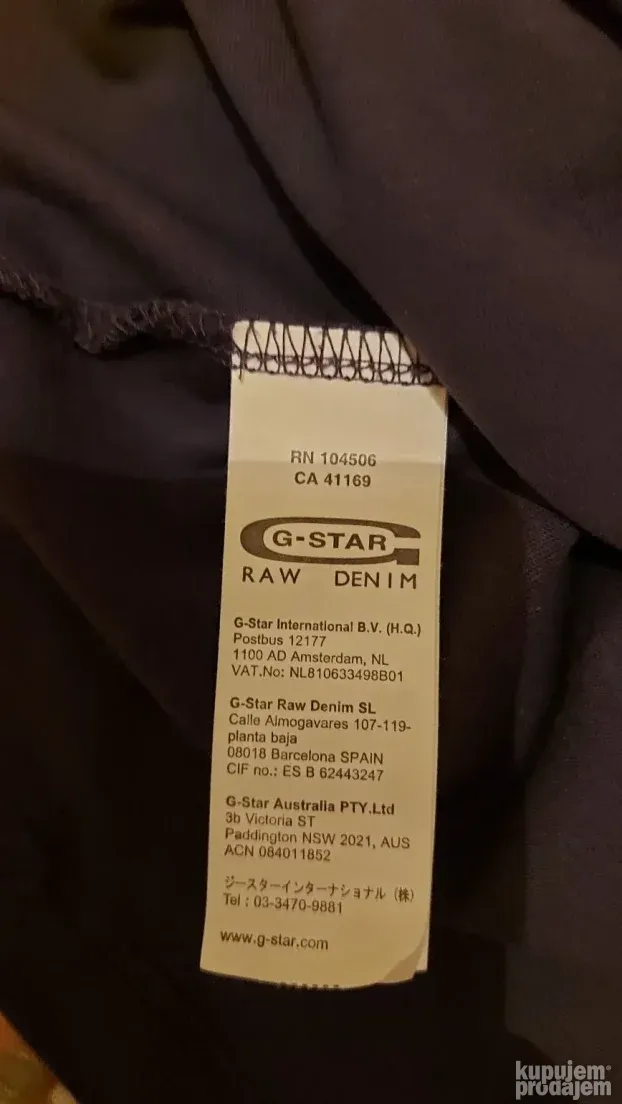 RN 104506
CA 41169
G-STAR
RAW DENIM
G-Star International B.V. (H.Q.)
Postbus 12177
1100 AD Amsterdam, NL
VAT.No: NL810633498B01
G-Star Raw Denim SL
Calle Almogavares 107-119-
planta baja
08018 Barcelona SPAIN
CIF no.: ES B 62443247
G-Star Australia PTY.Ltd
3b Victoria ST
Paddington NSW 2021, AUS
ACN 084011852
ジースターインターナショナル (株)
Tel : 03-3470-9881
www.g-star.com
kupujem
prodajem